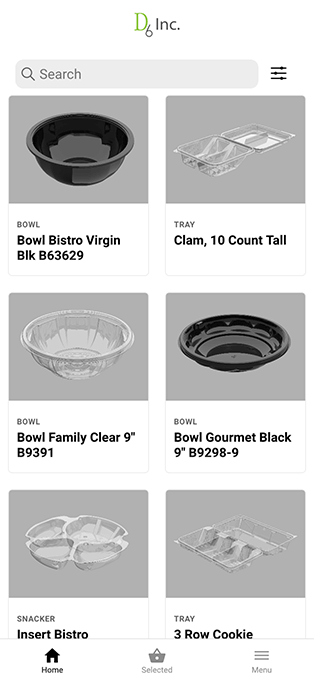 D6 Inc.
Search
BOWL
Bowl Bistro Virgin
Blk B63629
TRAY
Clam, 10 Count Tall
BOWL
Bowl Family Clear 9"
B9391
BOWL
Bowl Gourmet Black
9" B9298-9
SNACKER
Insert Bistro
TRAY
3 Row Cookie
Home
Selected
Menu